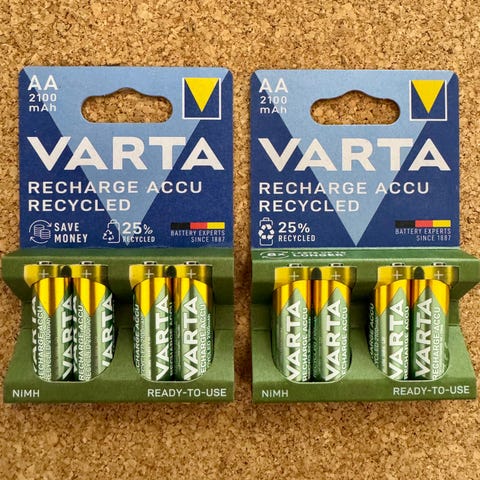 AA
2100
mAh
VARTA
RECHARGE ACCU
RECYCLED
SAVE
MONEY
25%
RECYCLED
BATTERY EXPERTS
SINCE 1887
VARTA
RECHARGE ACCU
VARTA
RECHARGE ACCU
VARTA
VARTA
RECHARGE ACCU
NiMH
READY-TO-USE
AA
2100
mAh
VARTA
RECHARGE ACCU
RECYCLED
25%
RECYCLED
BATTERY EXPERTS
SINCE 1887
VARTA
RECHARGE ACCU
VARTA
RECHARGE ACCU
VARTA
RECHARGE ACCU
VARTA
RECHARGE ACCU
NiMH
READY-TO-USE